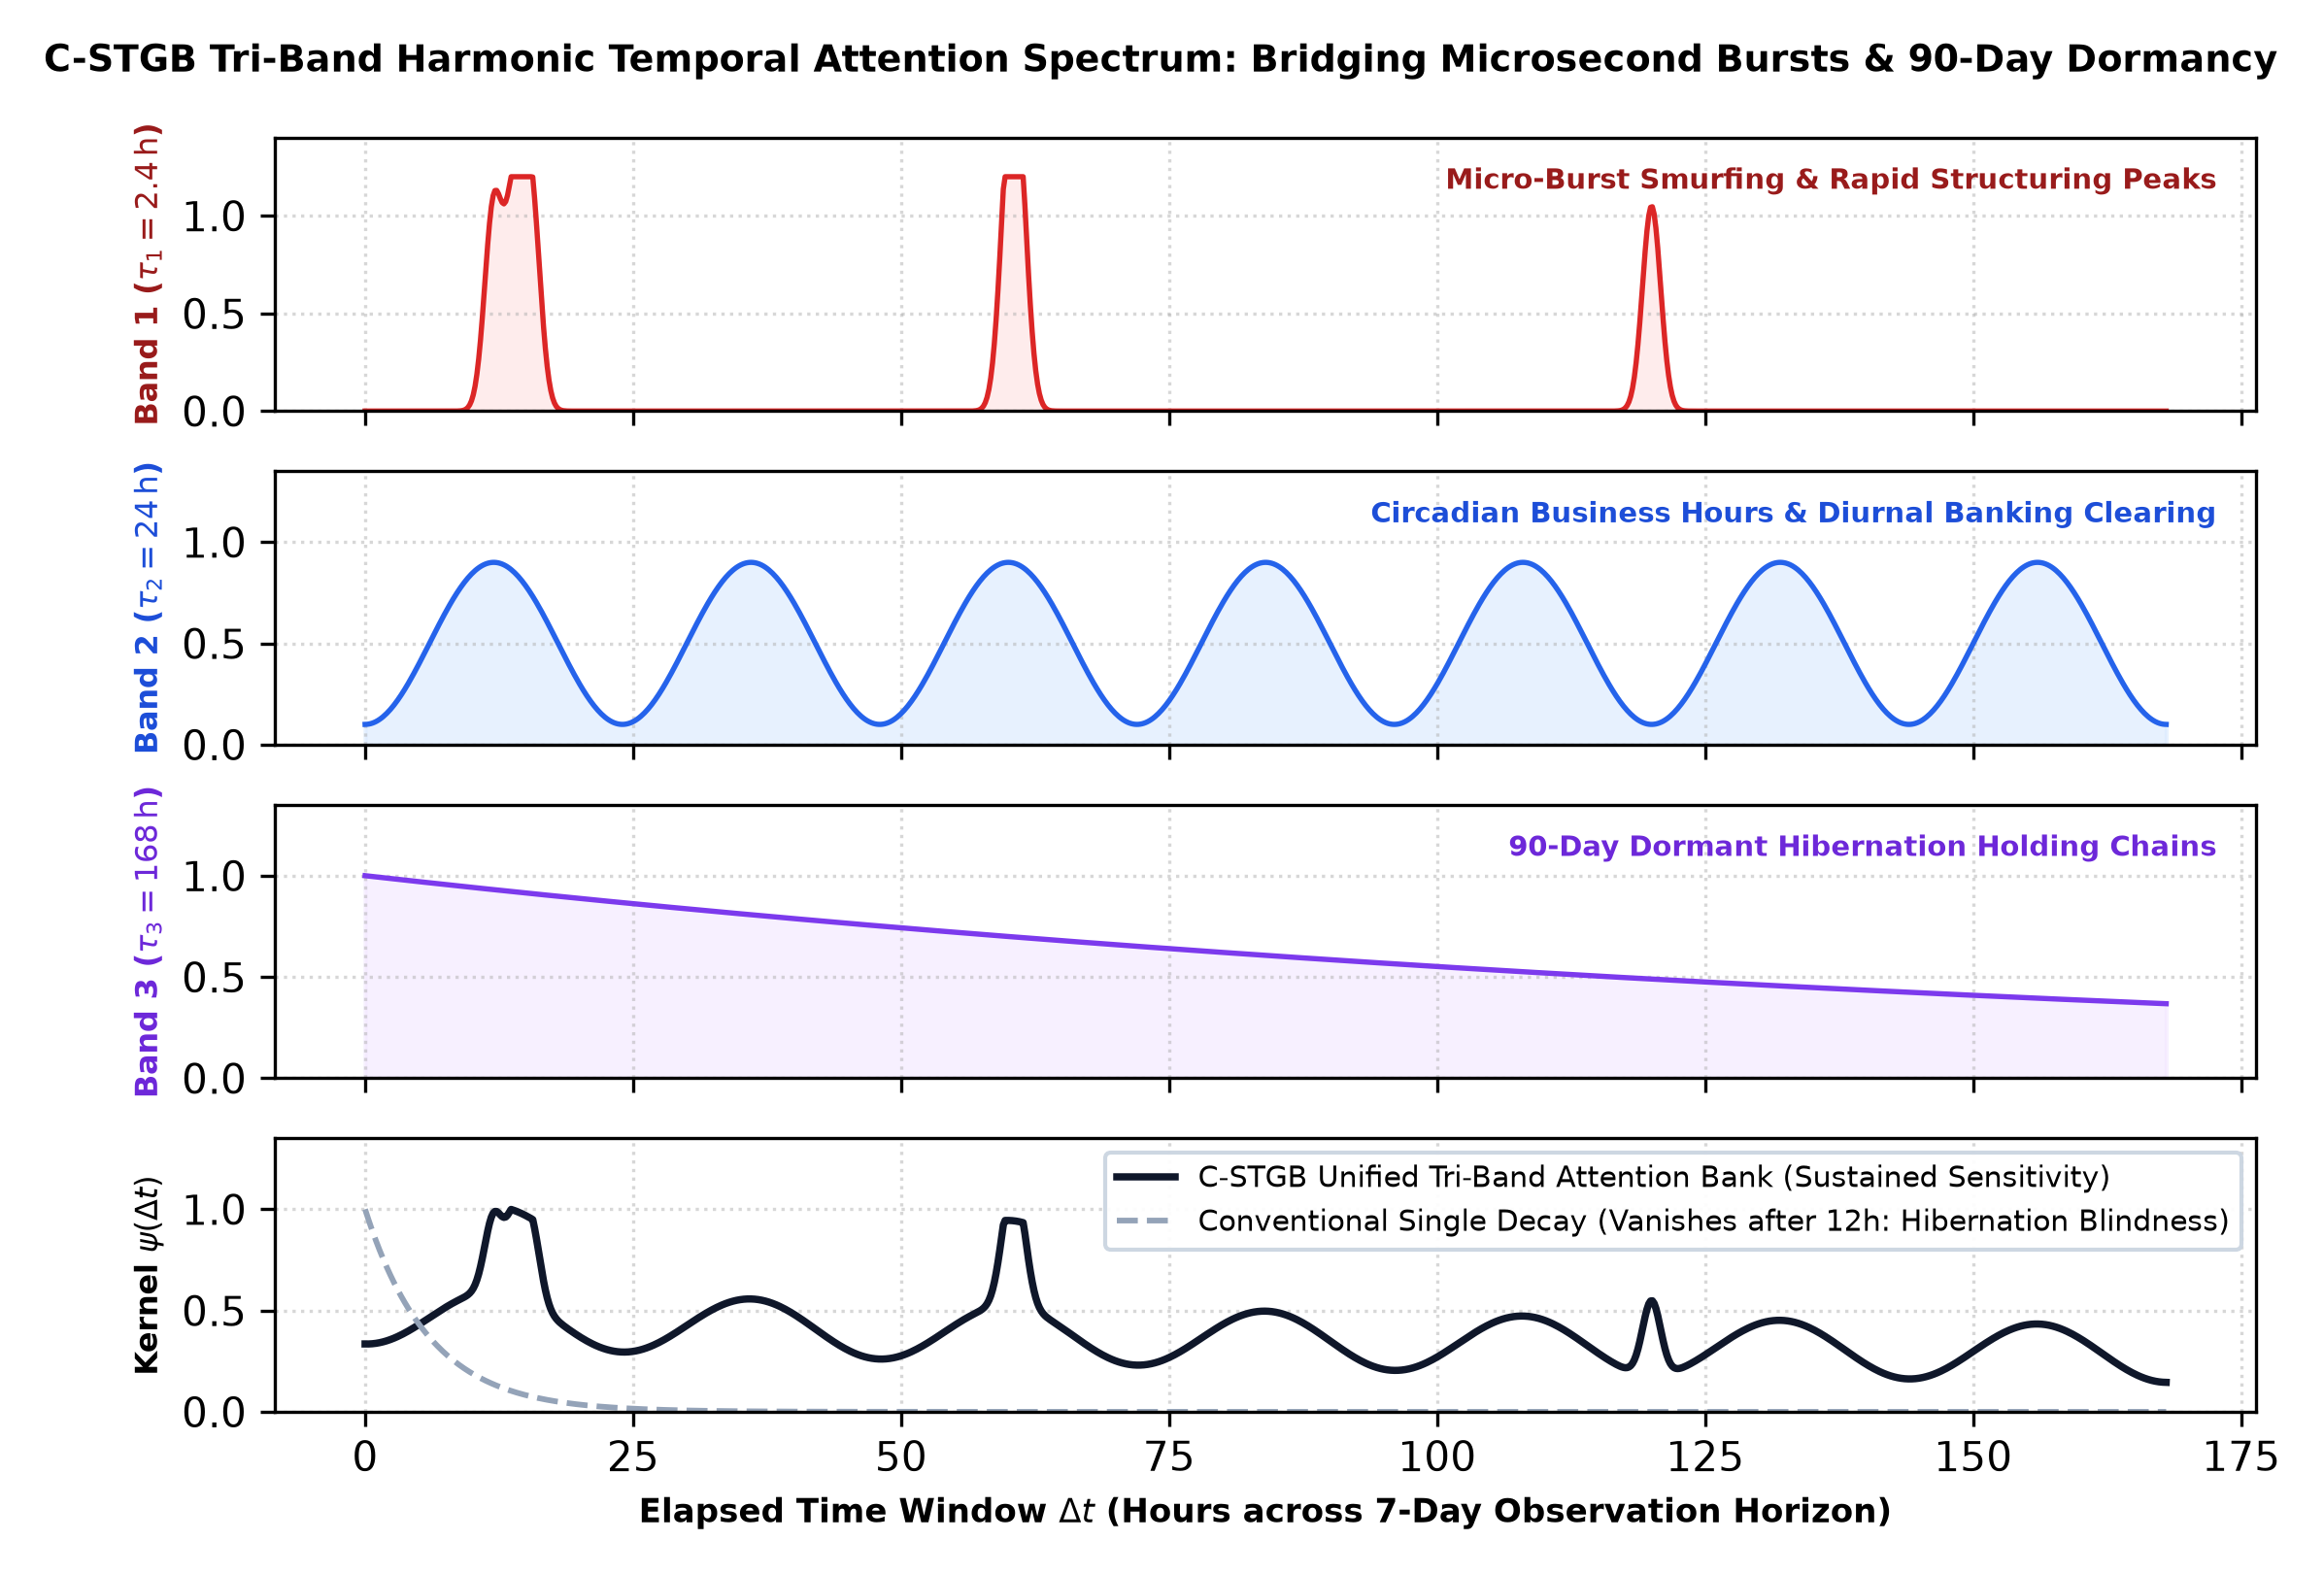 C-STGB Tri-Band Harmonic Temporal Attention Spectrum: Bridging Microsecond Bursts & 90-Day Dormancy
Band 1 (τ₁ = 2.4 h)
1.0
0.5
0.0
Micro-Burst Smurfing & Rapid Structuring Peaks
Band 2 (τ₂ = 24 h)
1.0
0.5
0.0
Circadian Business Hours & Diurnal Banking Clearing
Band 3 (τ₃ = 168 h)
1.0
0.5
0.0
90-Day Dormant Hibernation Holding Chains
Kernel ψ(Δt)
1.0
0.5
0.0
C-STGB Unified Tri-Band Attention Bank (Sustained Sensitivity)
Conventional Single Decay (Vanishes after 12h: Hibernation Blindness)
0 25 50 75 100 125 150 175
Elapsed Time Window Δt (Hours across 7-Day Observation Horizon)